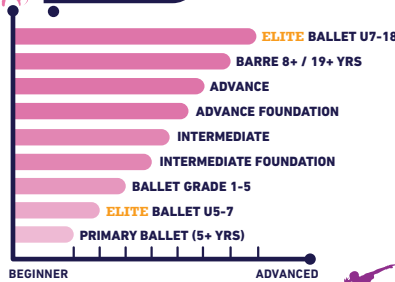 ELITE BALLET U7-18
BARRE 8+ / 19+ YRS
ADVANCE
ADVANCE FOUNDATION
INTERMEDIATE
INTERMEDIATE FOUNDATION
BALLET GRADE 1-5
ELITE BALLET U5-7
PRIMARY BALLET (5+ YRS)
BEGINNER ADVANCED